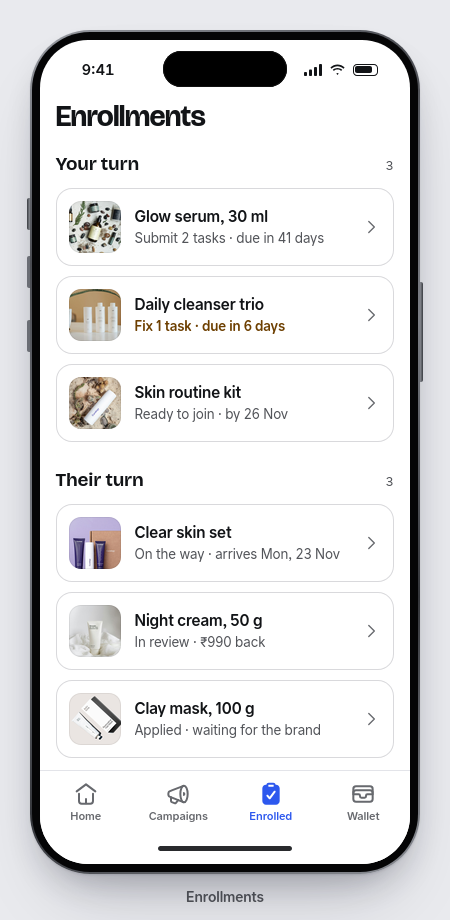 9:41
Enrollments
Your turn
3
Glow serum, 30 ml
Submit 2 tasks · due in 41 days
Daily cleanser trio
Fix 1 task · due in 6 days
Skin routine kit
Ready to join · by 26 Nov
Their turn
3
Clear skin set
On the way · arrives Mon, 23 Nov
Night cream, 50 g
In review · ₹990 back
Clay mask, 100 g
Applied · waiting for the brand
Home
Campaigns
Enrolled
Wallet
Enrollments